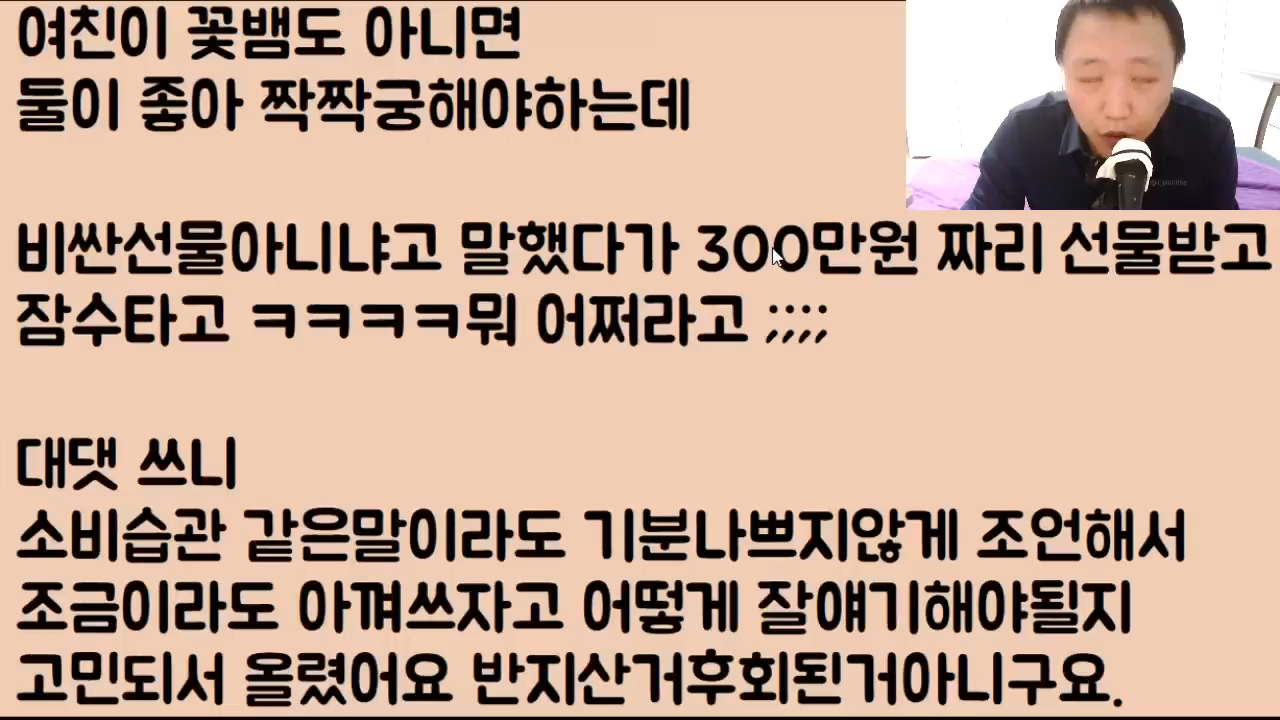 여친이 꽃뱀도 아니면
둘이 좋아 짝짝궁해야하는데
비싼선물아니냐고 말했다가 300만원 짜리 선물받고
잠수타고 ㅋㅋㅋㅋ뭐 어쩌라고 ;;;;
대댓 쓰니
소비습관 같은말이라도 기분나쁘지않게 조언해서
조금이라도 아껴쓰자고 어떻게 잘얘기해야될지
고민되서 올렸어요 반지산거후회된거아니구요.